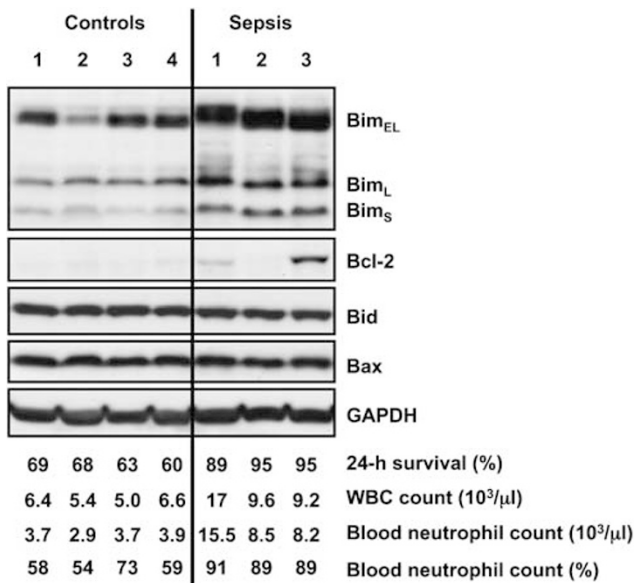 Controls Sepsis
1 2 3 4 1 2 3
Bim_EL
Bim_L
Bim_S
Bcl-2
Bid
Bax
GAPDH
69 68 63 60 89 95 95 24-h survival (%)
6.4 5.4 5.0 6.6 17 9.6 9.2 WBC count (10³/µl)
3.7 2.9 3.7 3.9 15.5 8.5 8.2 Blood neutrophil count (10³/µl)
58 54 73 59 91 89 89 Blood neutrophil count (%)